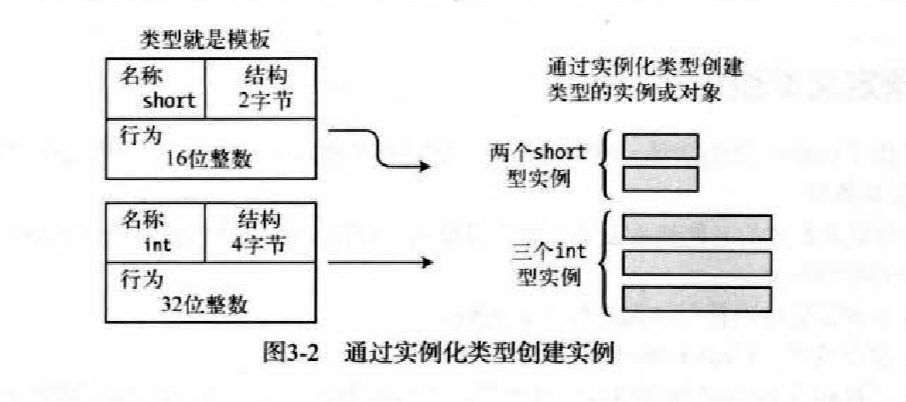 类型就是模板
名称 结构
short 2字节
行为
16位整数
名称 结构
int 4字节
行为
32位整数
通过实例化类型创建
类型的实例或对象
两个short
型实例
三个int
型实例
图3-2 通过实例化类型创建实例